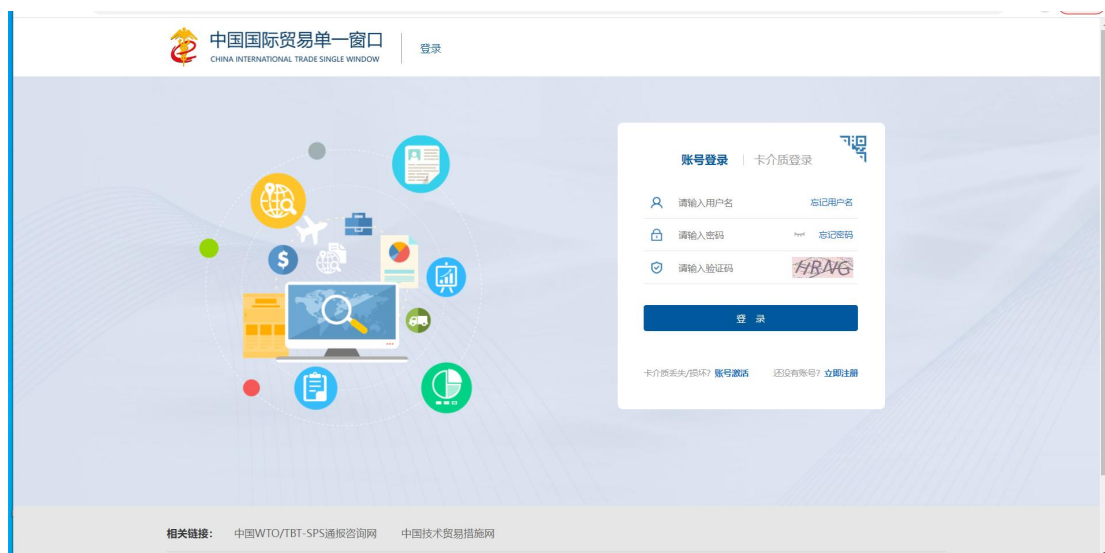 中国国际贸易单一窗口
CHINA INTERNATIONAL TRADE SINGLE WINDOW
登录
账号登录
卡介质登录
请输入用户名
忘记用户名
请输入密码
忘记密码
请输入验证码
HRNG
登 录
卡介质丢失/损坏? 账号激活
还没有账号? 立即注册
相关链接: 中国WTO/TBT-SPS通报咨询网 中国技术贸易措施网